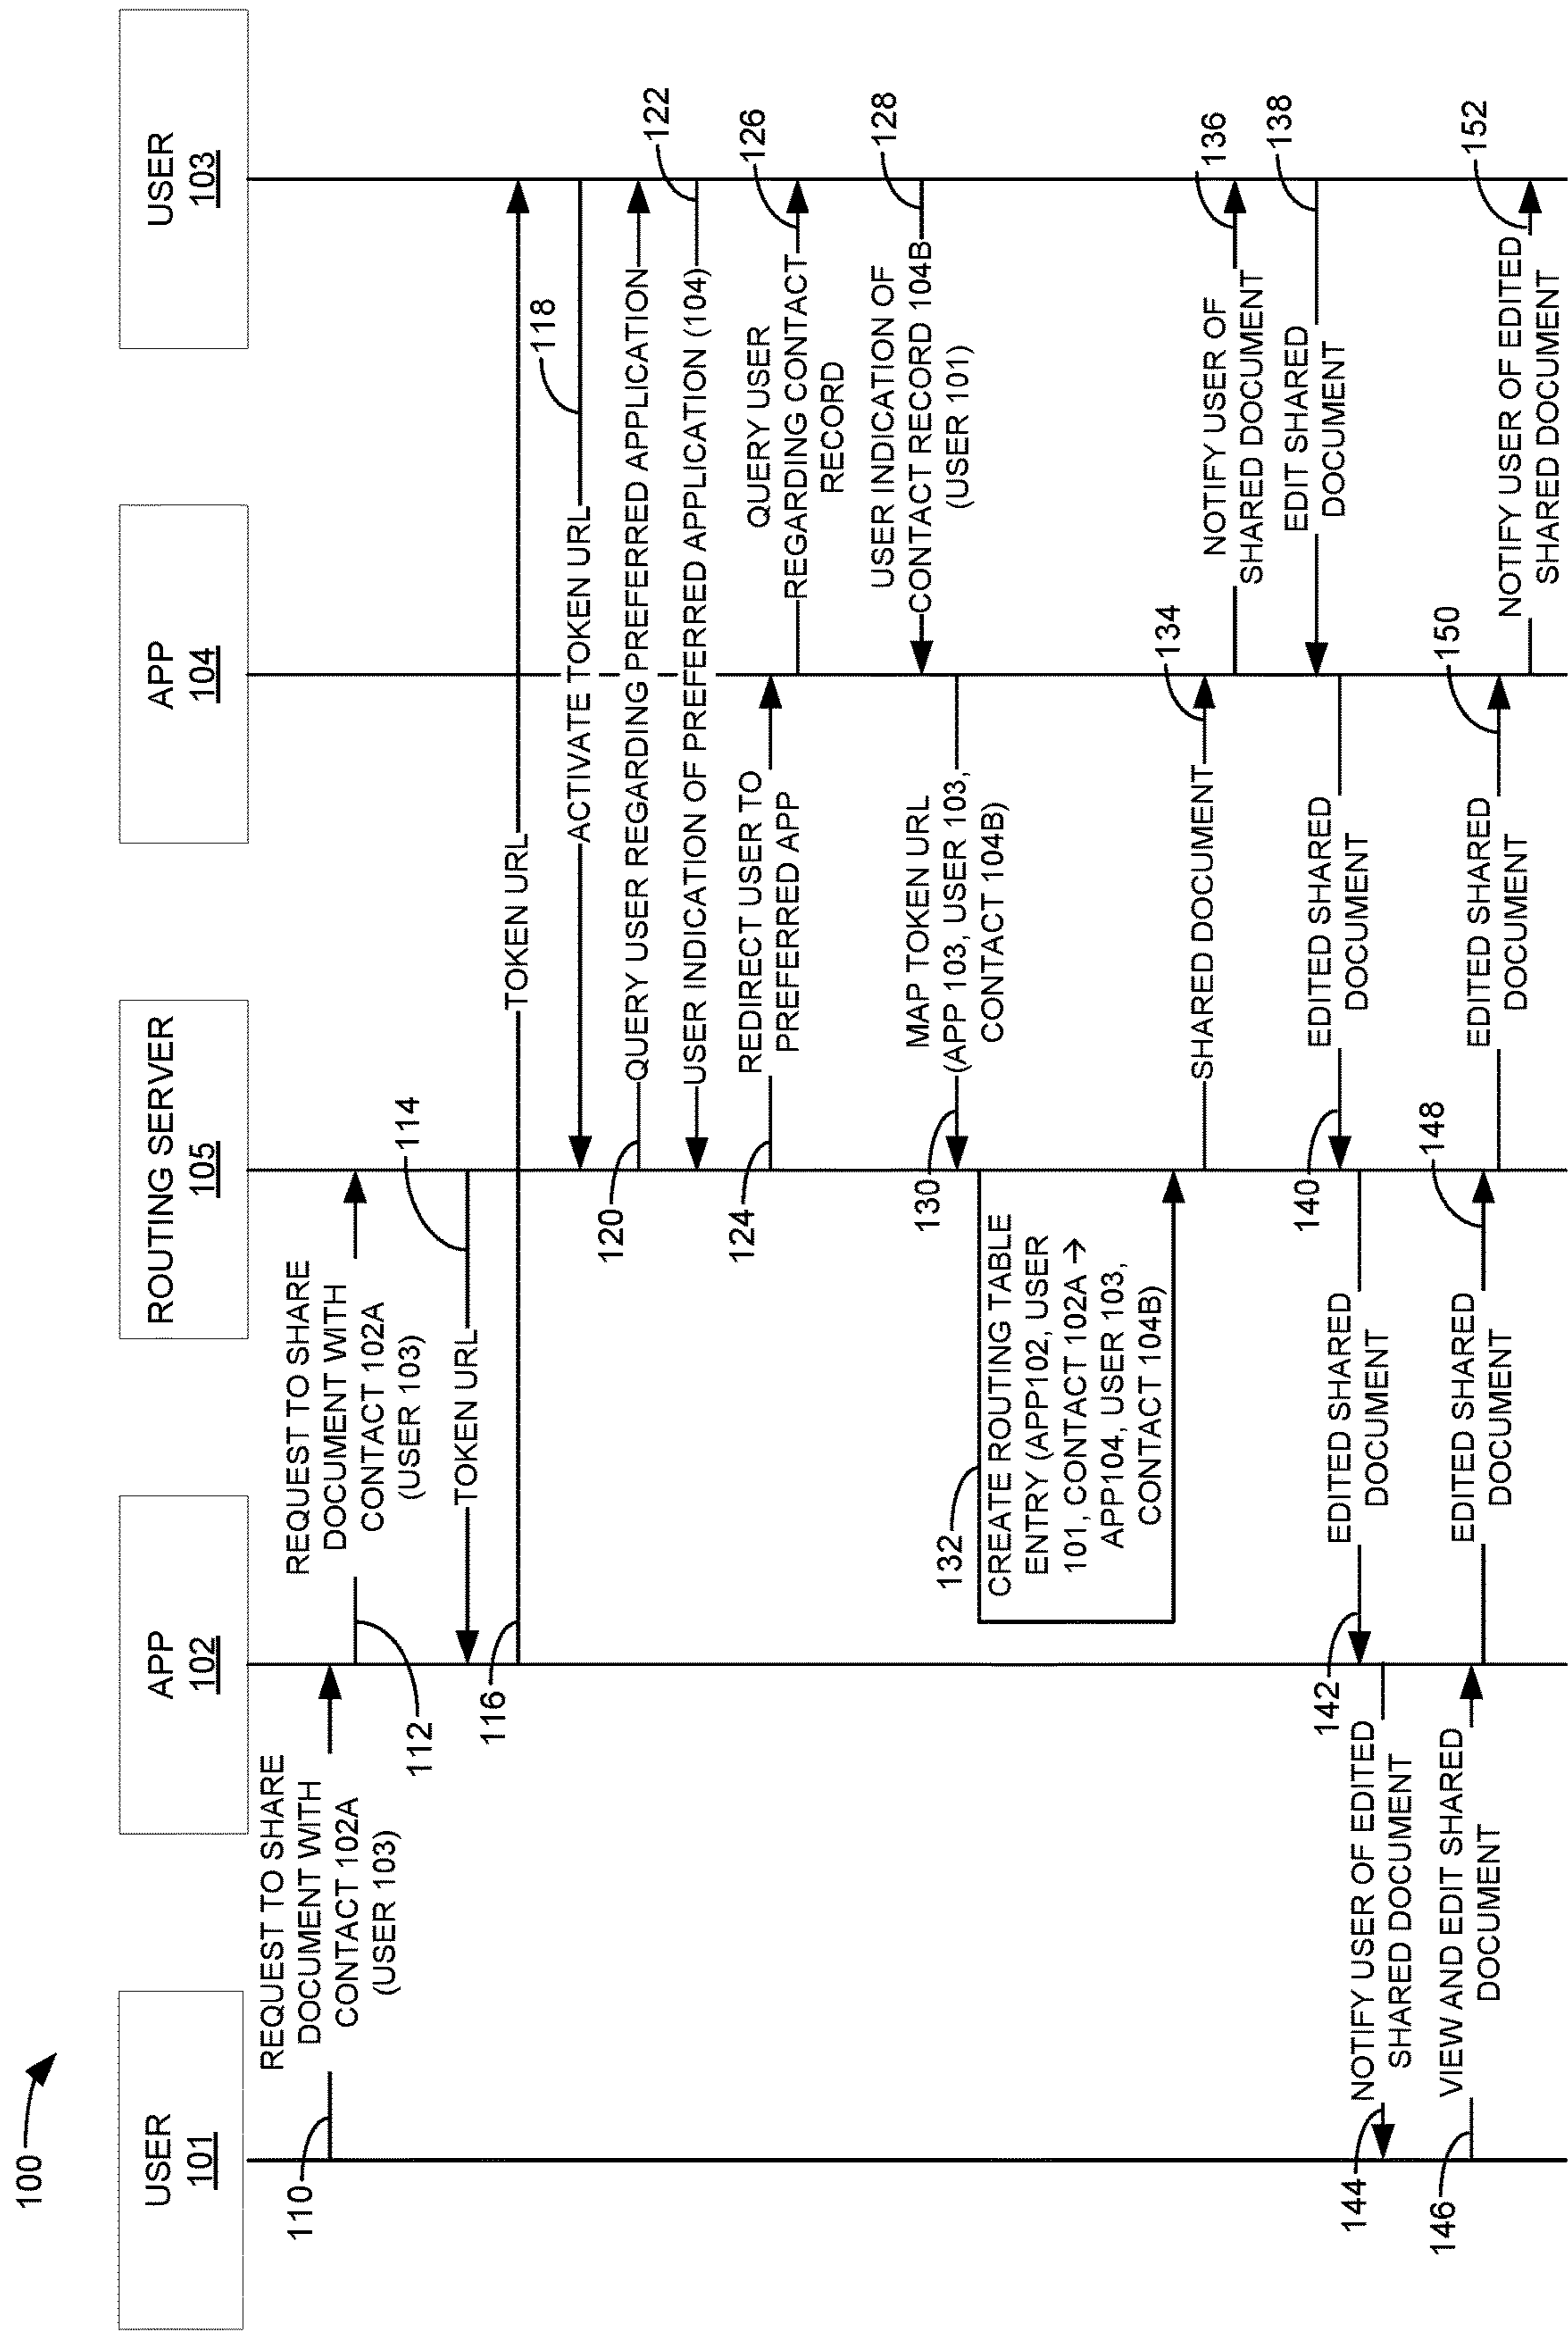 100
USER
101
APP
102
ROUTING SERVER
105
APP
104
USER
103
110
REQUEST TO SHARE
DOCUMENT WITH
CONTACT 102A
(USER 103)
112
REQUEST TO SHARE
DOCUMENT WITH
CONTACT 102A
(USER 103)
114
TOKEN URL
116
TOKEN URL
118
ACTIVATE TOKEN URL
120
QUERY USER REGARDING PREFERRED APPLICATION
122
USER INDICATION OF PREFERRED APPLICATION (104)
124
REDIRECT USER TO
PREFERRED APP
126
QUERY USER
REGARDING CONTACT
RECORD
128
USER INDICATION OF
CONTACT RECORD 104B
(USER 101)
130
MAP TOKEN URL
(APP 103, USER 103,
CONTACT 104B)
132
CREATE ROUTING TABLE
ENTRY (APP102, USER
101, CONTACT 102A →
APP104, USER 103,
CONTACT 104B)
134
SHARED DOCUMENT
136
NOTIFY USER OF
SHARED DOCUMENT
138
EDIT SHARED
DOCUMENT
140
EDITED SHARED
DOCUMENT
142
EDITED SHARED
DOCUMENT
144
NOTIFY USER OF EDITED
SHARED DOCUMENT
146
VIEW AND EDIT SHARED
DOCUMENT
148
EDITED SHARED
DOCUMENT
150
EDITED SHARED
DOCUMENT
152
NOTIFY USER OF EDITED
SHARED DOCUMENT